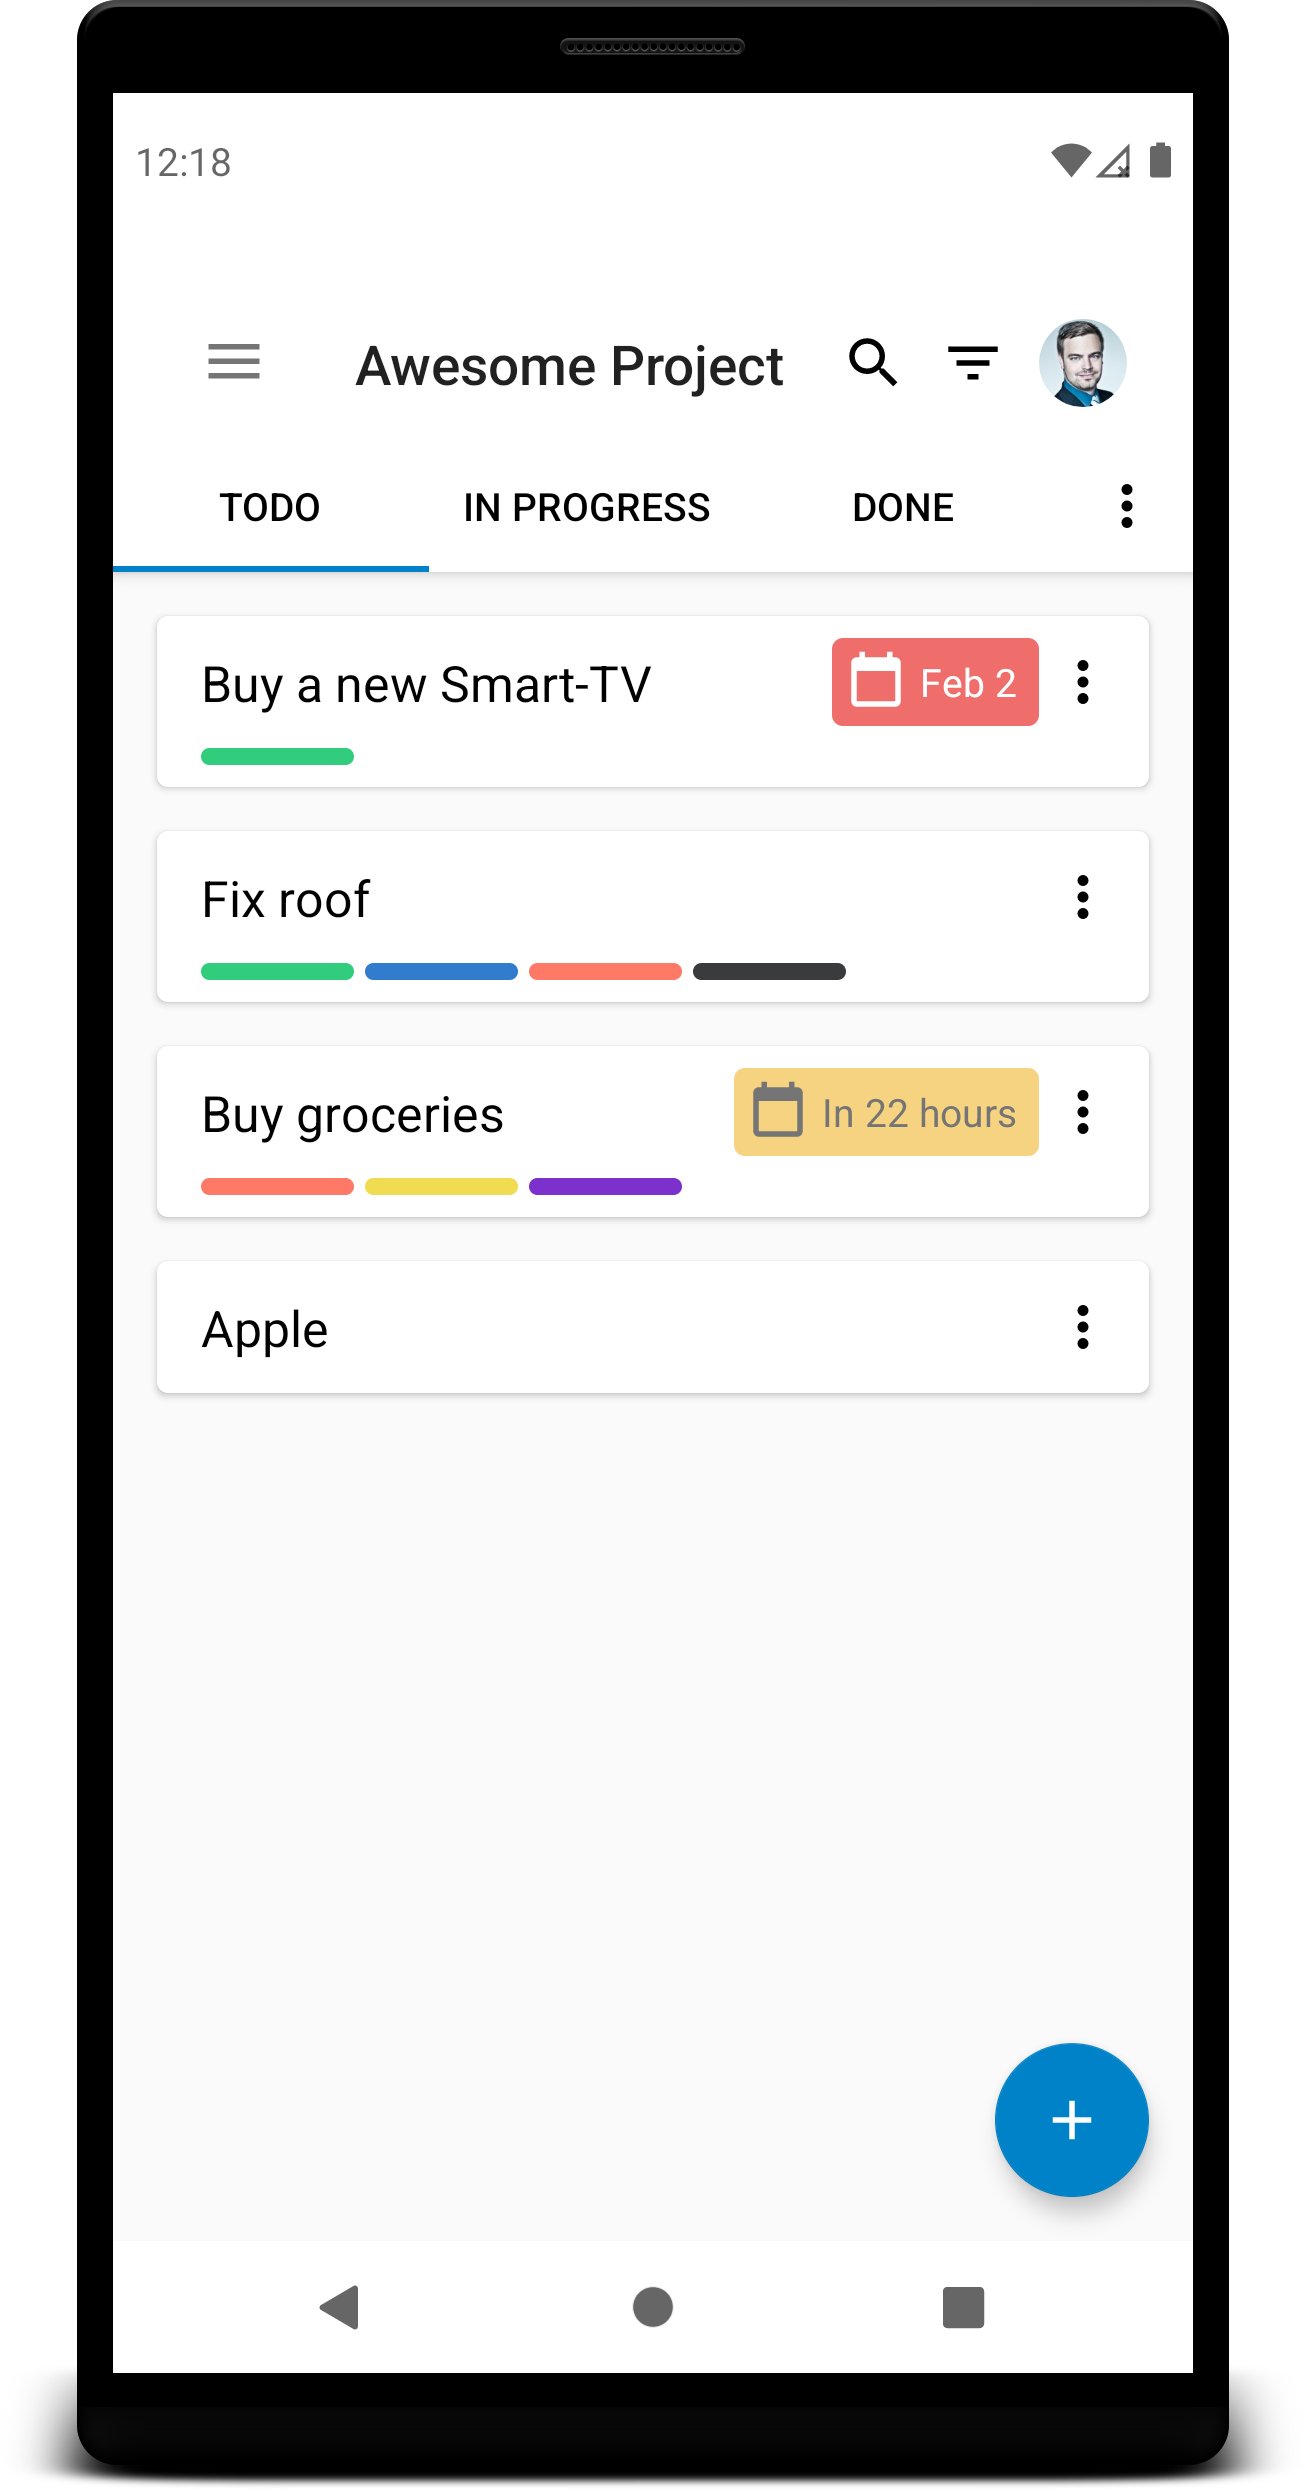 12:18
Awesome Project
TODO IN PROGRESS DONE
Buy a new Smart-TV Feb 2
Fix roof
Buy groceries In 22 hours
Apple